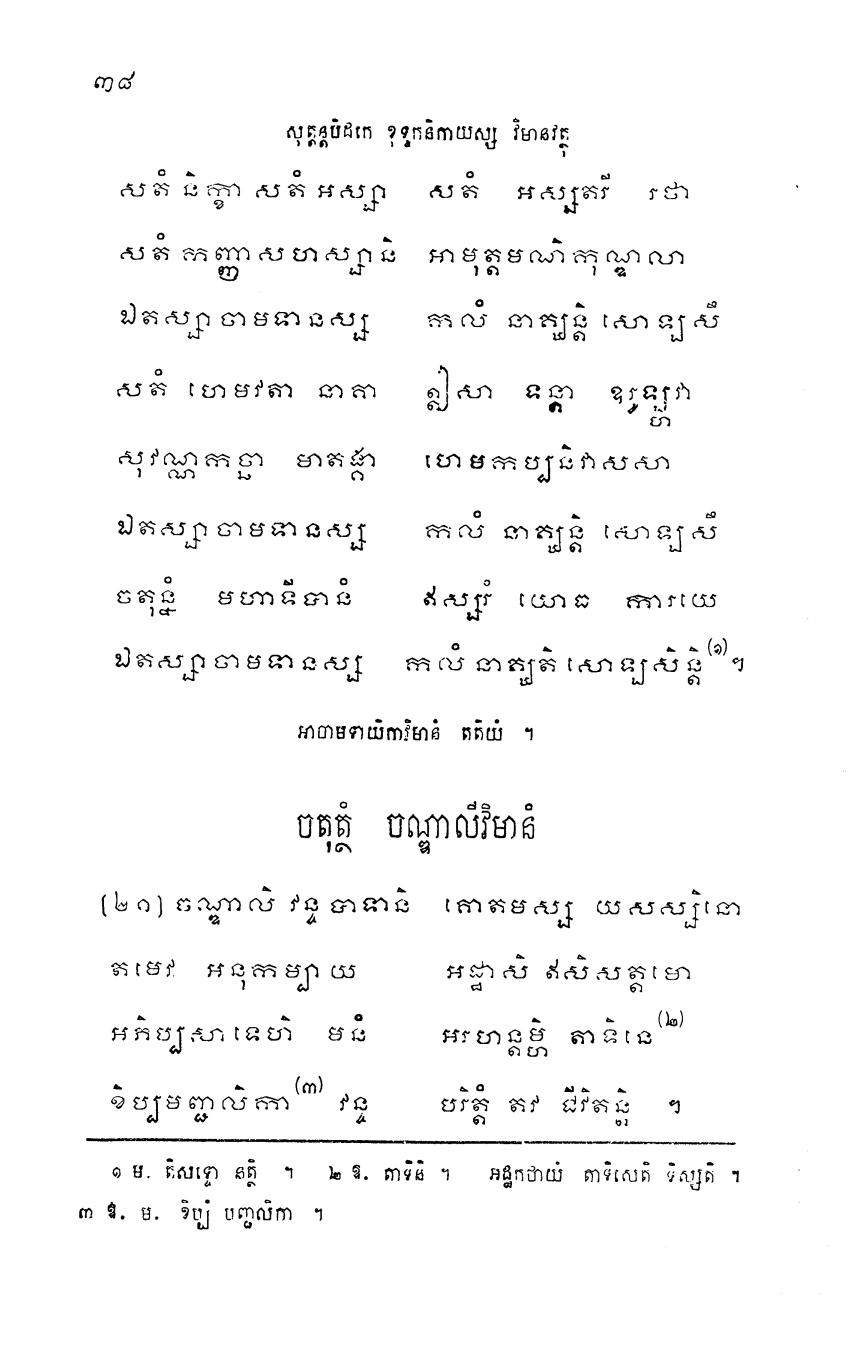 ៣៨
សុត្តន្តបិដកេ ខុទ្ទកនិកាយស្ស វិមានវត្ថុ
សតំ និក្ខា សតំ អស្សា សតំ អស្សតរី រថា
សតំ កញ្ញា សហស្សានិ អាមុត្តមណិកុណ្ឌលា
ឯតស្សាចាមទានស្ស កលំ នាគ្ឃន្តិ សោឡសឹ
សតំ ហេមវតា នាគា ឦសា ទន្តា ឧរូឡ្ហវា
សុវណ្ណកច្ឆា មាតង្គា ហេមកប្បនិវាសសា
ឯតស្សាចាមទានស្ស កលំ នាគ្ឃន្តិ សោឡសឹ
ចតុន្នំ មហាទីបានំ ឥស្សរំ យោធ ការយេ
ឯតស្សាចាមទានស្ស កលំ នាគ្ឃតិ សោឡសិន្តិ(១)។
អាចាមទាយិកាវិមានំ តតិយំ ។
ចតុត្ថំ ចណ្ឌាលីវិមានំ
(២១) ចណ្ឌាលិ វន្ទ បាទានិ គោតមស្ស យសស្សិនោ
តមេវ អនុកម្បាយ អដ្ឋាសិ ឥសិសត្តមោ
អភិប្បសាទេហិ មនំ អរហន្តម្ហិ តាទិនេ(២)
ខិប្បមញ្ជលិកា(៣) វន្ទ បរិត្តំ តវ ជីវិតន្តិ ។
១ ម. តិសទ្ទោ នត្ថិ ។ ២ ឱ. តាទិនិ ។ អដ្ឋកថាយំ តាទិសេតិ ទិស្សតិ ។
៣ ឱ. ម. ខិប្បំ បញ្ជលិកា ។